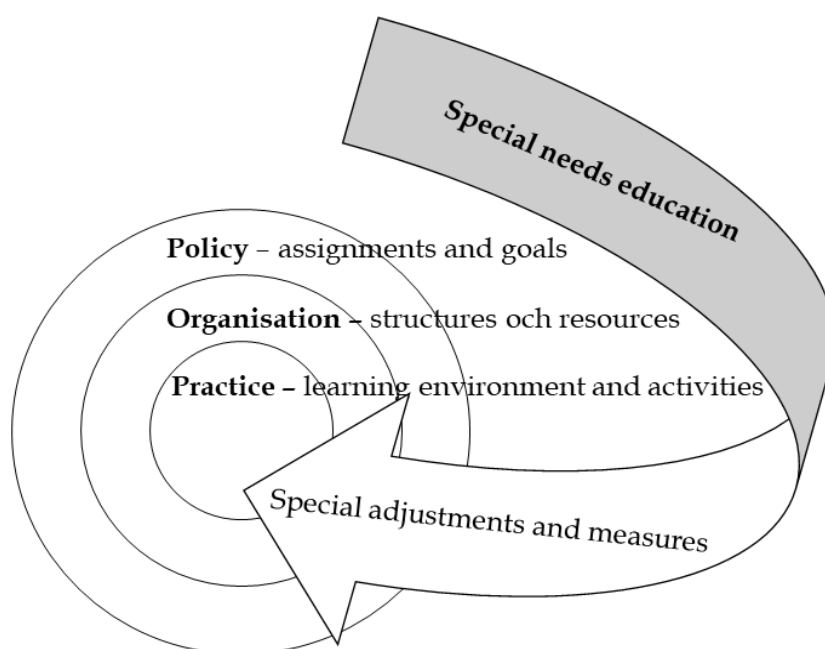 Special needs education
Policy – assignments and goals
Organisation – structures och resources
Practice – learning environment and activities
Special adjustments and measures